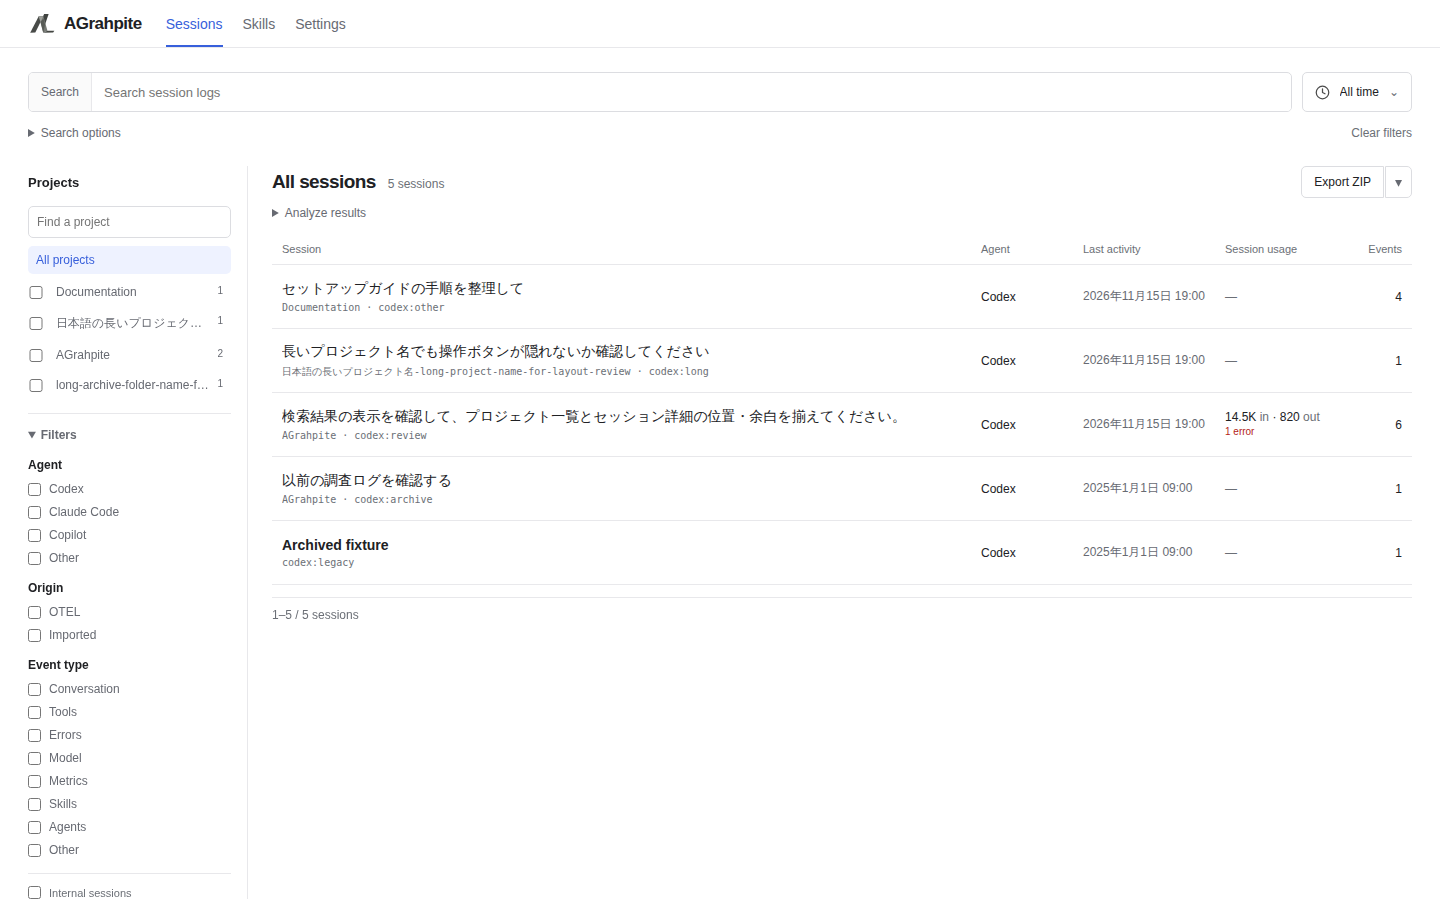 AGrahpite
Sessions
Skills
Settings
Search
Search session logs
All time
Search options
Clear filters
Projects
Find a project
All projects
Documentation 1
日本語の長いプロジェク… 1
AGrahpite 2
long-archive-folder-name-f… 1
Filters
Agent
Codex
Claude Code
Copilot
Other
Origin
OTEL
Imported
Event type
Conversation
Tools
Errors
Model
Metrics
Skills
Agents
Other
Internal sessions
All sessions 5 sessions
Export ZIP
Analyze results
Session Agent Last activity Session usage Events
セットアップガイドの手順を整理して
Documentation · codex:other
Codex 2026年11月15日 19:00 — 4
長いプロジェクト名でも操作ボタンが隠れないか確認してください
日本語の長いプロジェクト名-long-project-name-for-layout-review · codex:long
Codex 2026年11月15日 19:00 — 1
検索結果の表示を確認して、プロジェクト一覧とセッション詳細の位置・余白を揃えてください。
AGrahpite · codex:review
Codex 2026年11月15日 19:00 14.5K in · 820 out 6
1 error
以前の調査ログを確認する
AGrahpite · codex:archive
Codex 2025年1月1日 09:00 — 1
Archived fixture
codex:legacy
Codex 2025年1月1日 09:00 — 1
1–5 / 5 sessions